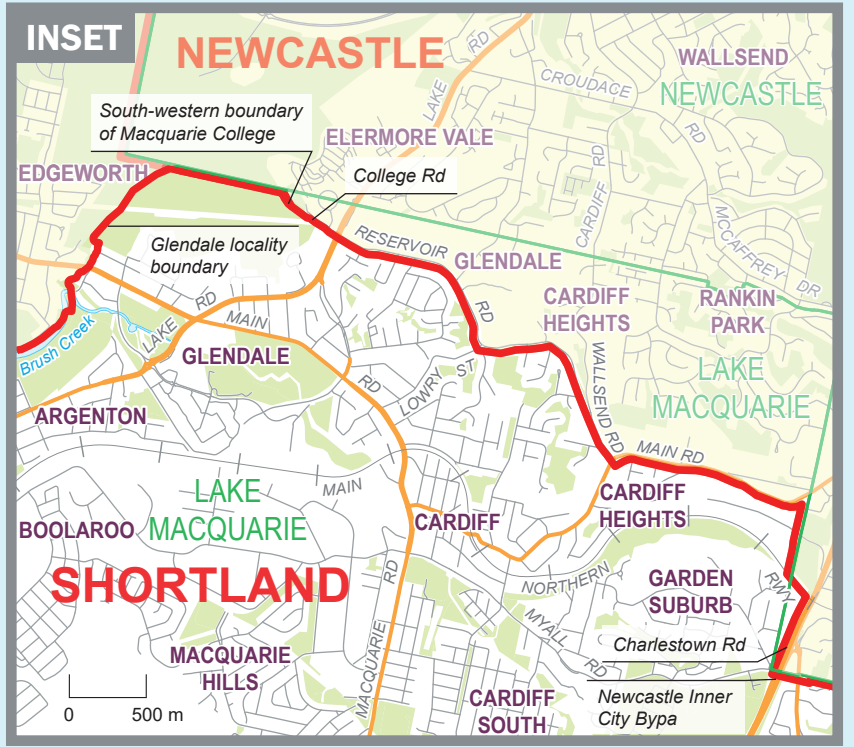 INSET
NEWCASTLE
WALLSEND
NEWCASTLE
LAKE RD
CROUDACE RD
South-western boundary
of Macquarie College
ELERMORE VALE
EDGEWORTH
College Rd
CARDIFF RD
MCCAFFREY DR
Glendale locality
boundary
RESERVOIR RD
GLENDALE
CARDIFF
HEIGHTS
RANKIN
PARK
LAKE
MACQUARIE
Brush Creek
LAKE RD
MAIN RD
GLENDALE
LOWRY ST
WALLSEND RD
ARGENTON
MAIN RD
LAKE
MACQUARIE
MAIN
CARDIFF
CARDIFF
HEIGHTS
BOOLAROO
SHORTLAND
NORTHERN
RWY
GARDEN
SUBURB
MACQUARIE RD
MYALL RD
Charlestown Rd
MACQUARIE
HILLS
CARDIFF
SOUTH
Newcastle Inner
City Bypa
0 500 m